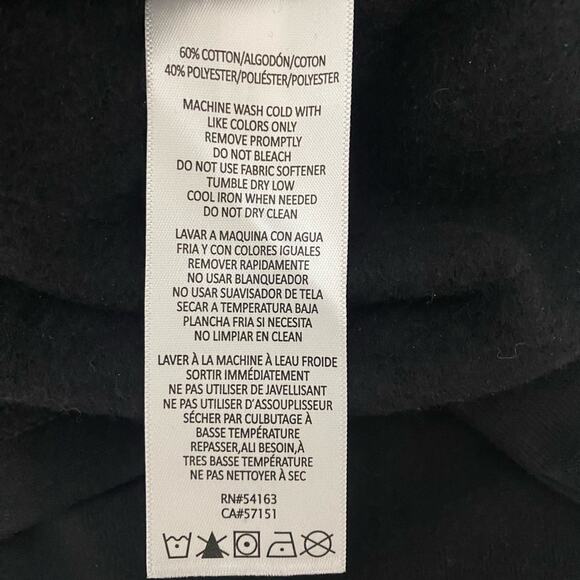 60% COTTON/ALGODÓN/COTON
40% POLYESTER/POLIÉSTER/POLYESTER
MACHINE WASH COLD WITH
LIKE COLORS ONLY
REMOVE PROMPTLY
DO NOT BLEACH
DO NOT USE FABRIC SOFTENER
TUMBLE DRY LOW
COOL IRON WHEN NEEDED
DO NOT DRY CLEAN
LAVAR A MAQUINA CON AGUA
FRIA Y CON COLORES IGUALES
REMOVER RAPIDAMENTE
NO USAR BLANQUEADOR
NO USAR SUAVISADOR DE TELA
SECAR A TEMPERATURA BAJA
PLANCHA FRIA SI NECESITA
NO LIMPIAR EN CLEAN
LAVER À LA MACHINE À LEAU FROIDE
SORTIR IMMÉDIATEMENT
NE PAS UTILISER DE JAVELLISANT
NE PAS UTILISER D'ASSOUPLISSEUR
SÉCHER PAR CULBUTAGE À
BASSE TEMPÉRATURE
REPASSER,ALI BESOIN,À
TRES BASSE TEMPÉRATURE
NE PAS NETTOYER À SEC
RN#54163
CA#57151